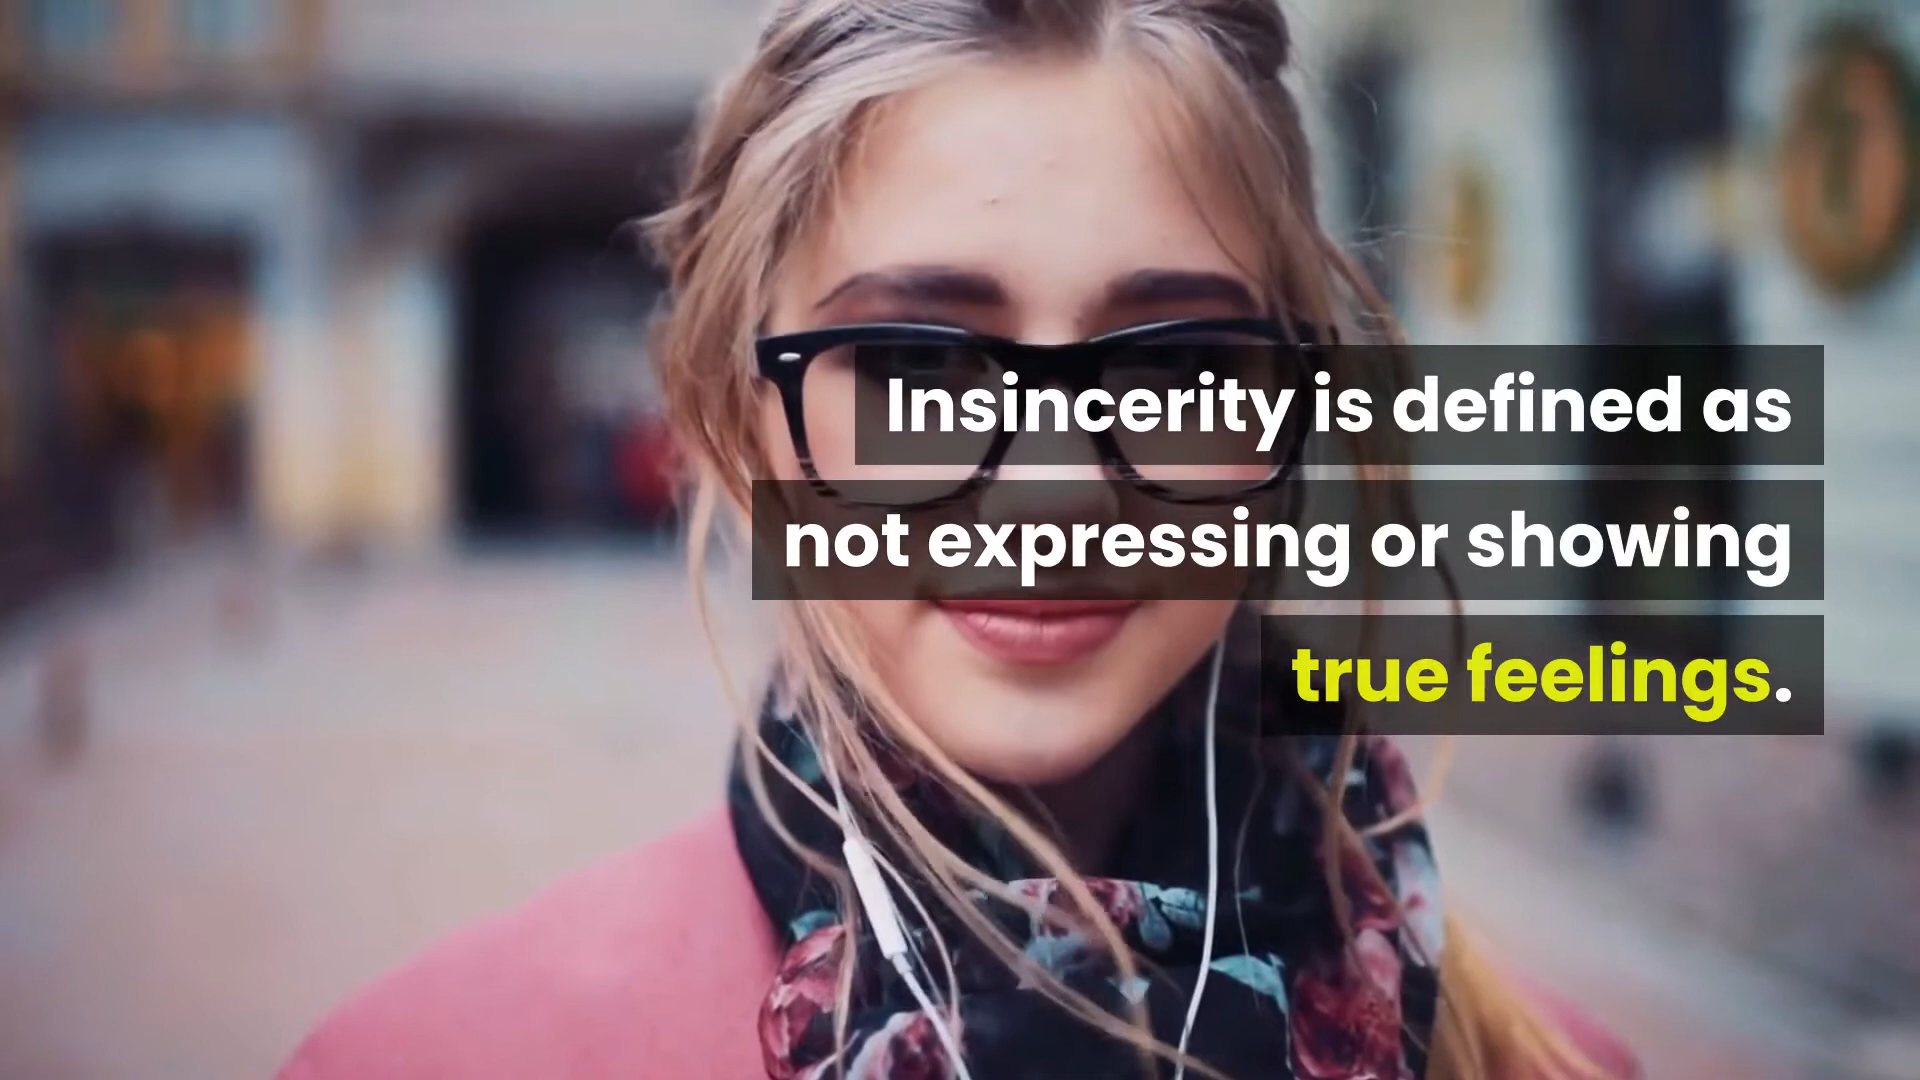 Insincerity is defined as
not expressing or showing
true feelings.